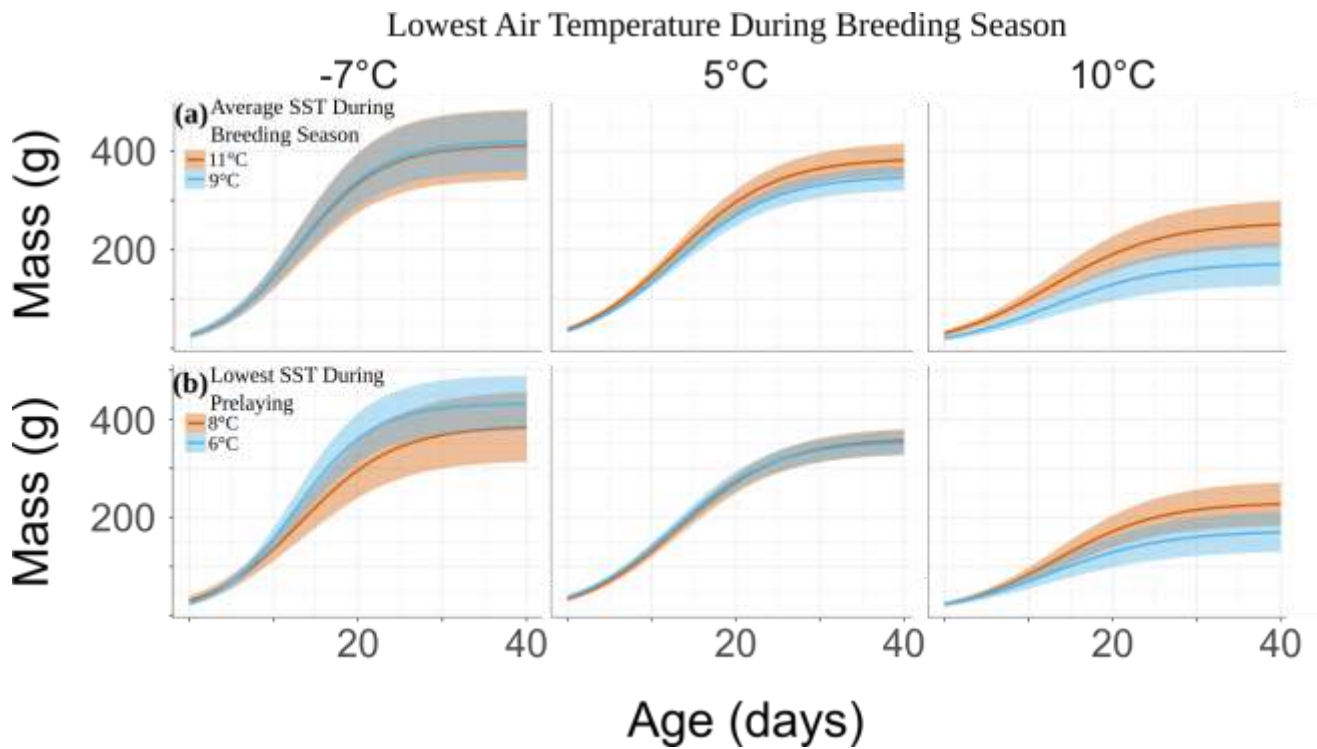 Lowest Air Temperature During Breeding Season
-7°C 5°C 10°C
(a) Average SST During
Breeding Season
11°C
9°C
Mass (g)
400
200
(b) Lowest SST During
Prelaying
8°C
6°C
Mass (g)
400
200
20 40 20 40 20 40
Age (days)